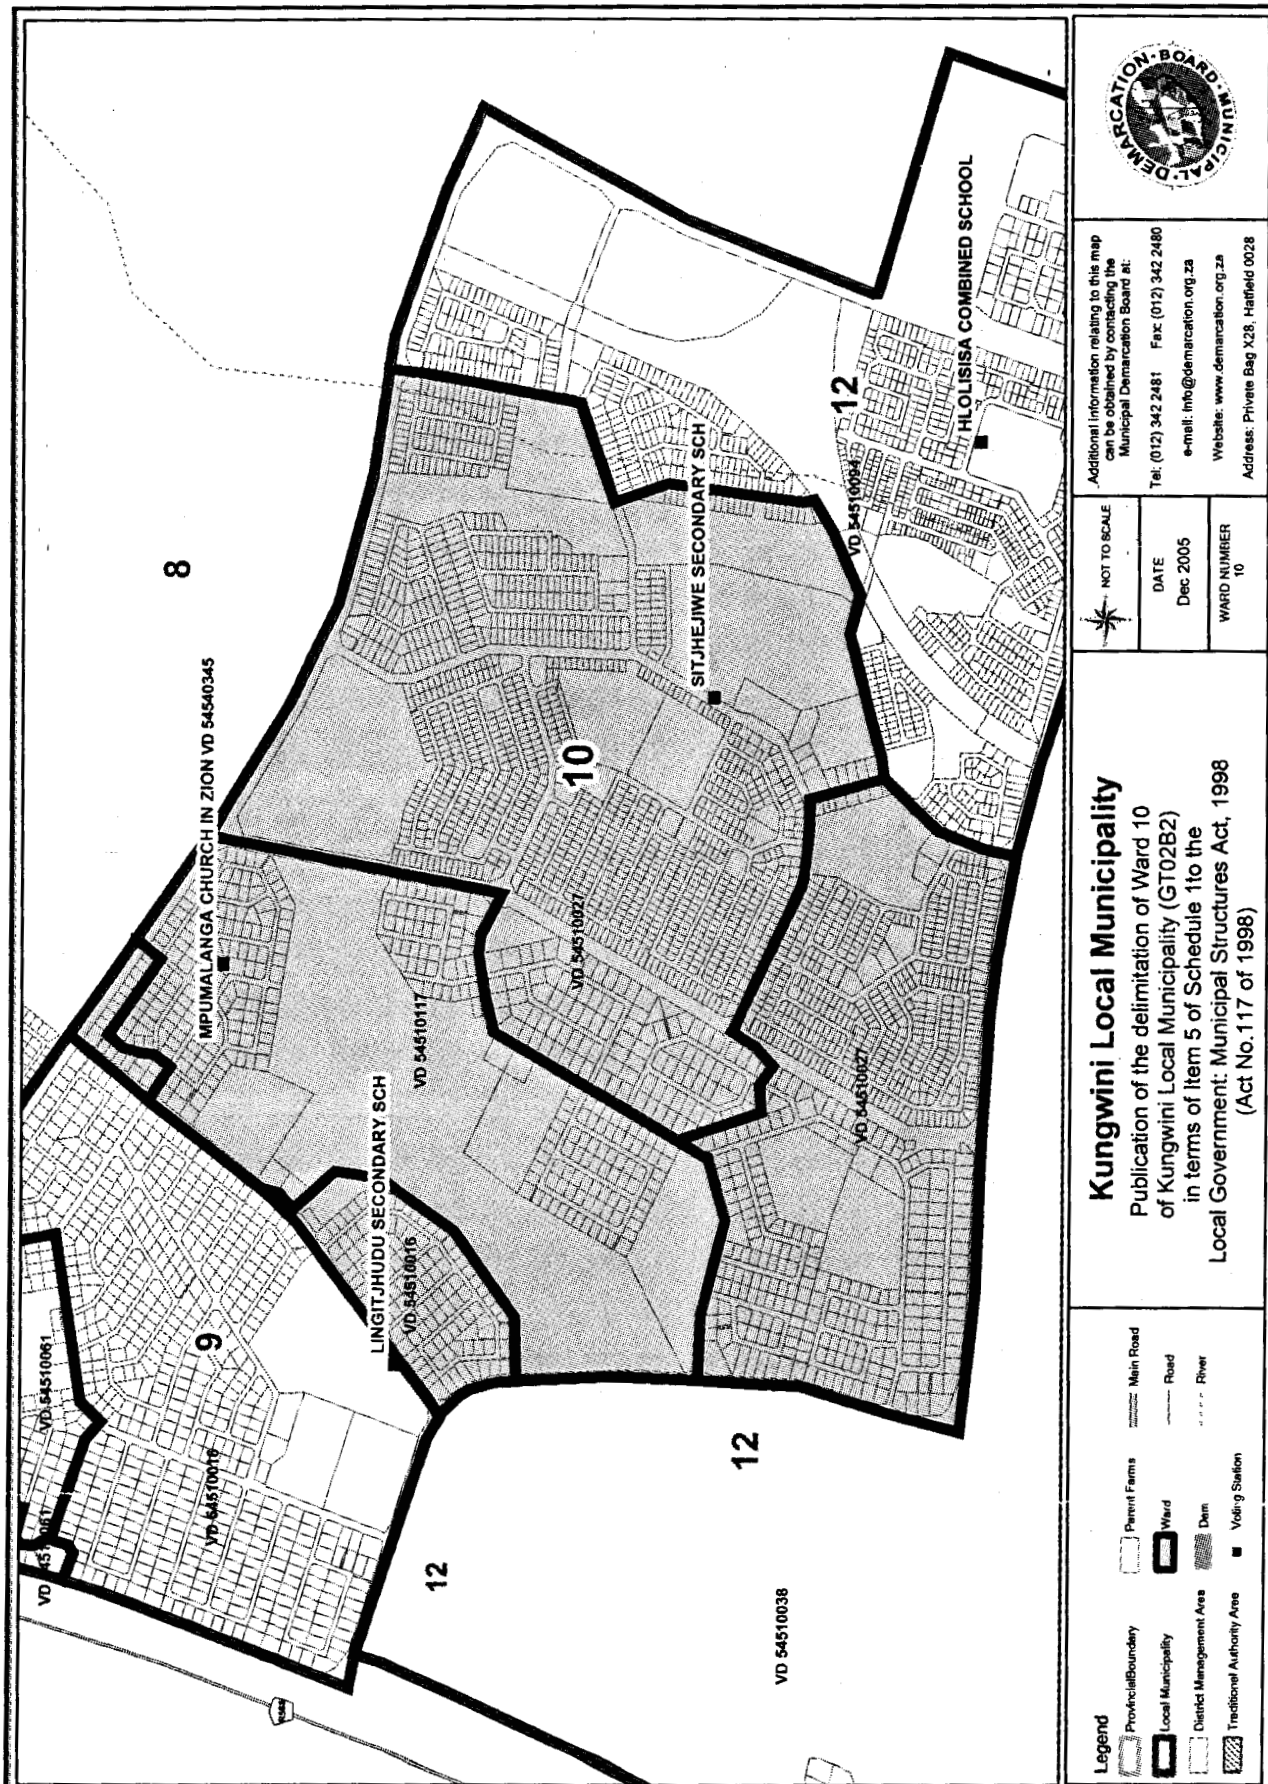 8
MPUMALANGA CHURCH IN ZION VD 54540345
SITJHEJIWE SECONDARY SCH
HLOLISISA COMBINED SCHOOL
12
VD 54510094
10
VD 54510027
VD 54510117
LINGITJHUDU SECONDARY SCH
VD 54510016
VD 54510027
9
VD 54510061
VD 54510016
12
12
VD 54510038
Legend
Provincial Boundary
Local Municipality
District Management Area
Traditional Authority Area
Parent Farms
Ward
Dam
Voting Station
Main Road
Road
River
Kungwini Local Municipality
Publication of the delimitation of Ward 10
of Kungwini Local Municipality (GT02B2)
in terms of Item 5 of Schedule 1to the
Local Government: Municipal Structures Act, 1998
(Act No.117 of 1998)
NOT TO SCALE
DATE
Dec 2005
WARD NUMBER
10
Additional information relating to this map
can be obtained by contacting the
Municipal Demarcation Board at:
Tel: (012) 342 2481 Fax: (012) 342 2480
e-mail: info@demarcation.org.za
Website: www.demarcation.org.za
Address: Private Bag X28, Hatfield 0028
MUNICIPAL DEMARCATION BOARD